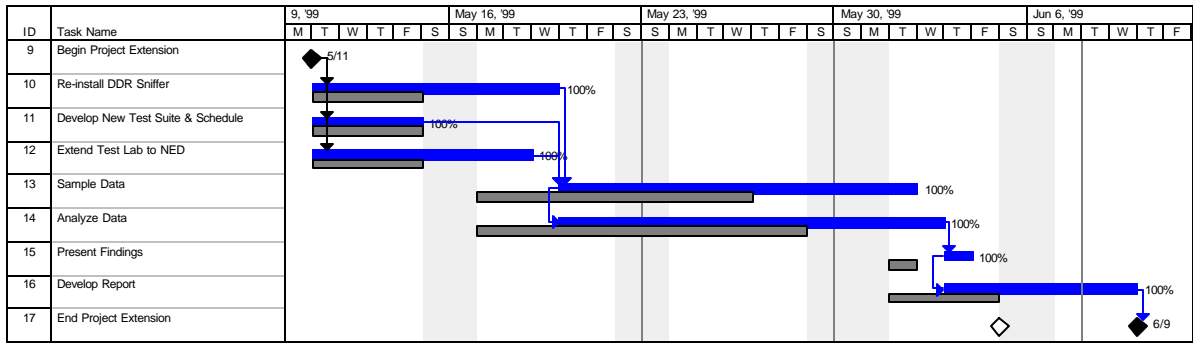 9, '99 May 16, '99 May 23, '99 May 30, '99 Jun 6, '99
ID Task Name M T W T F S S M T W T F S S M T W T F S S M T W T F S S M T W T F
9 Begin Project Extension 5/11
10 Re-install DDR Sniffer 100%
11 Develop New Test Suite & Schedule 100%
12 Extend Test Lab to NED 100%
13 Sample Data 100%
14 Analyze Data 100%
15 Present Findings 100%
16 Develop Report 100%
17 End Project Extension 6/9